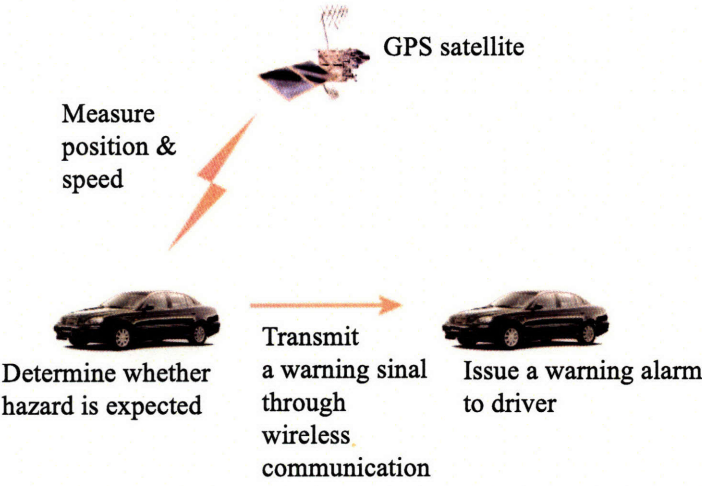 GPS satellite
Measure
position &
speed
Transmit
a warning sinal
through
wireless
communication
Determine whether
hazard is expected
Issue a warning alarm
to driver